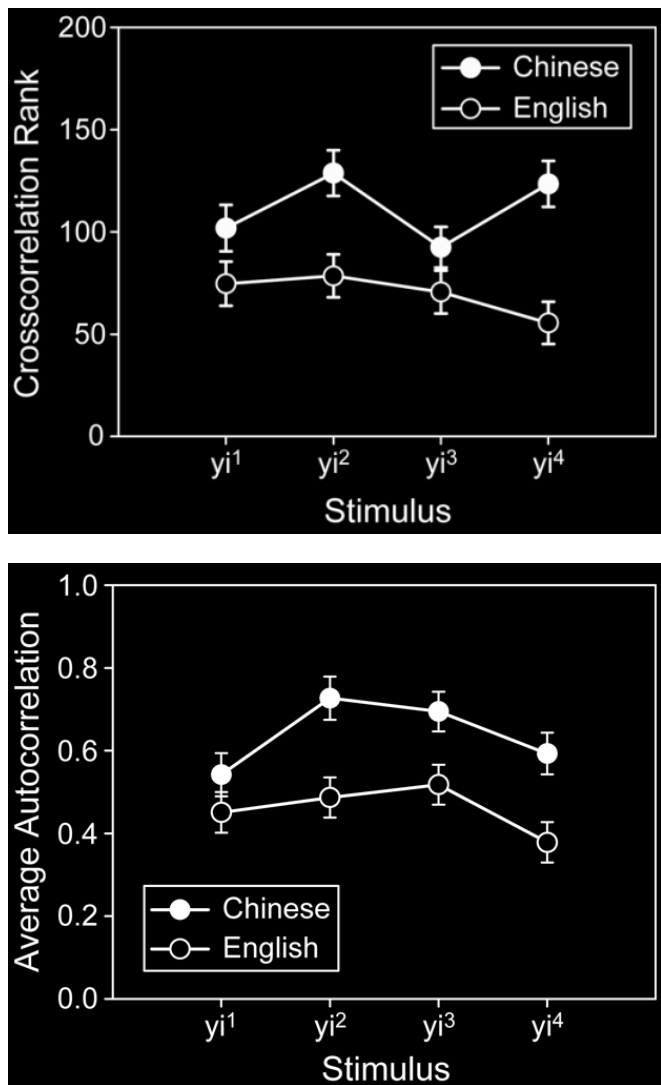 200
150
100
50
0
Crosscorrelation Rank
Chinese
English
yi¹ yi² yi³ yi⁴
Stimulus
1.0
0.8
0.6
0.4
0.2
0.0
Average Autocorrelation
Chinese
English
yi¹ yi² yi³ yi⁴
Stimulus